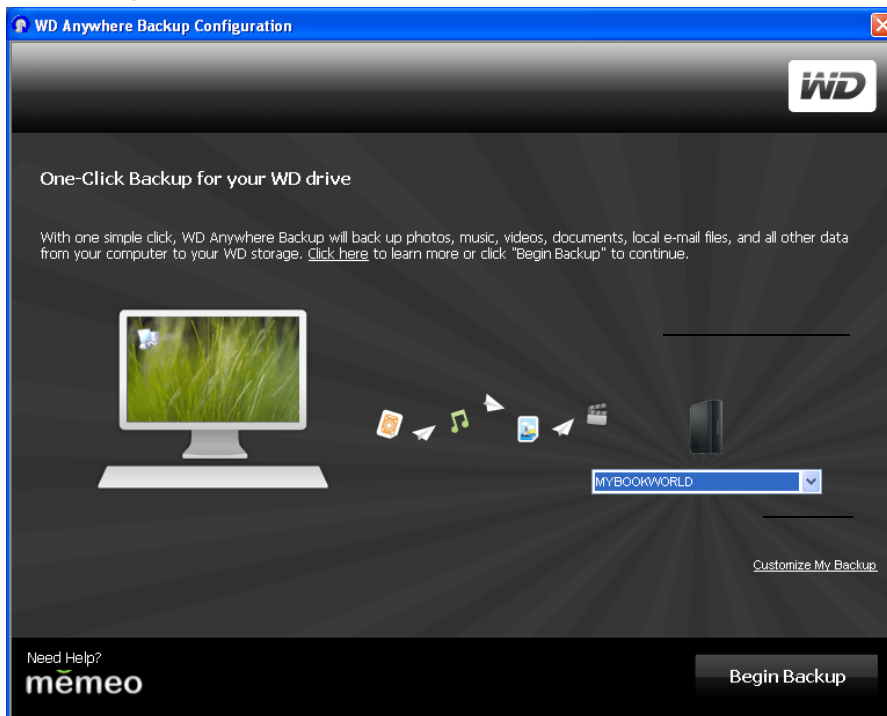 WD Anywhere Backup Configuration
WD
One-Click Backup for your WD drive
With one simple click, WD Anywhere Backup will back up photos, music, videos, documents, local e-mail files, and all other data
from your computer to your WD storage. Click here to learn more or click "Begin Backup" to continue.
MYBOOKWORLD
Customize My Backup
Need Help?
mĕmeo
Begin Backup